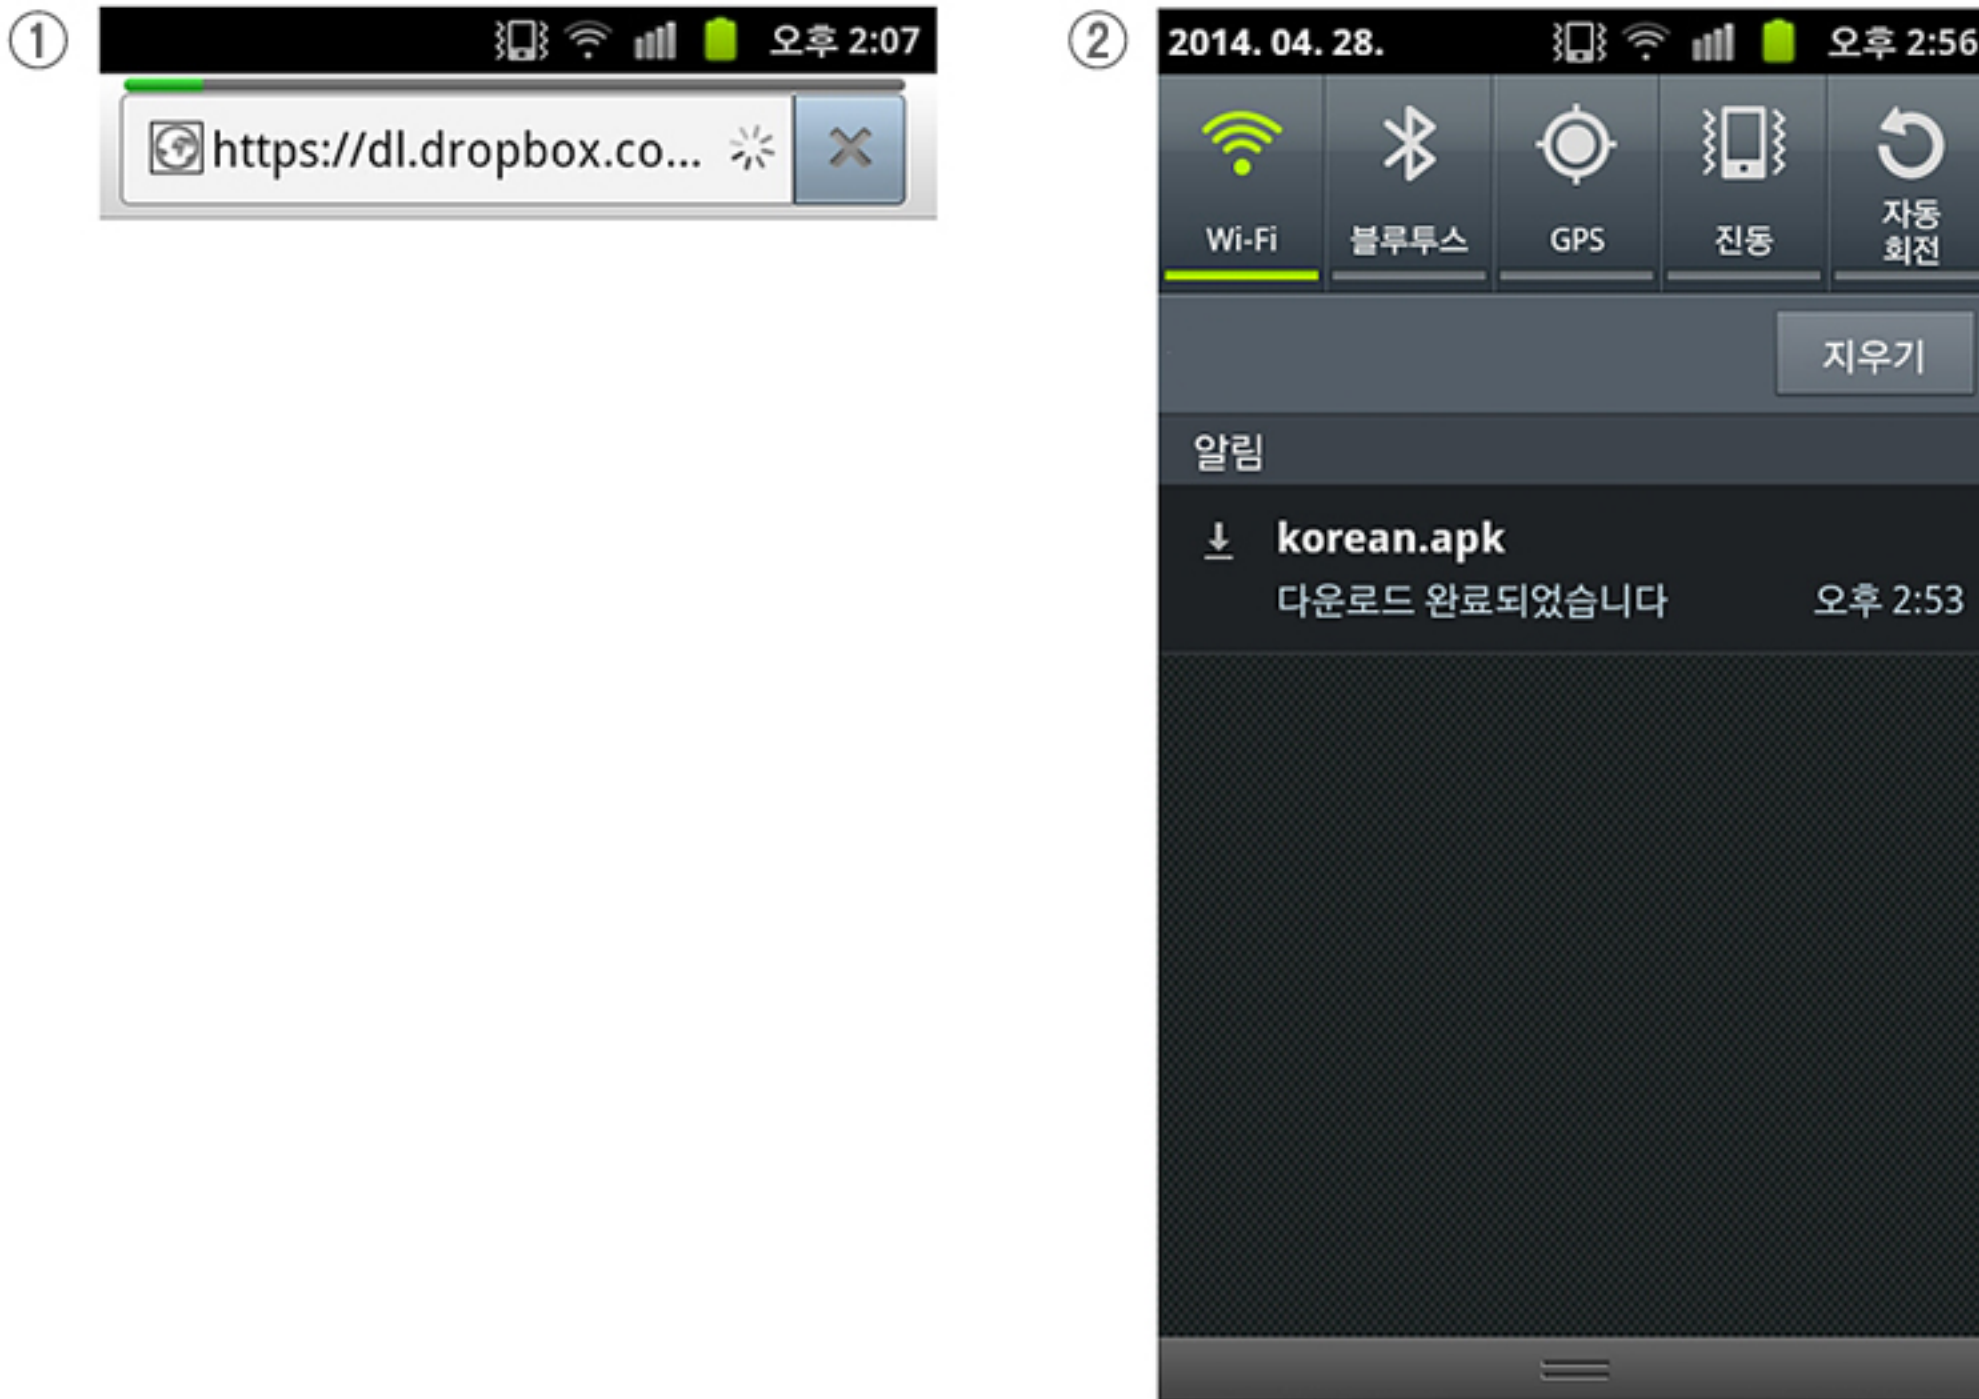 ①
오후 2:07
https://dl.dropbox.co...
②
2014. 04. 28.
오후 2:56
Wi-Fi
블루투스
GPS
진동
자동
회전
지우기
알림
korean.apk
다운로드 완료되었습니다
오후 2:53